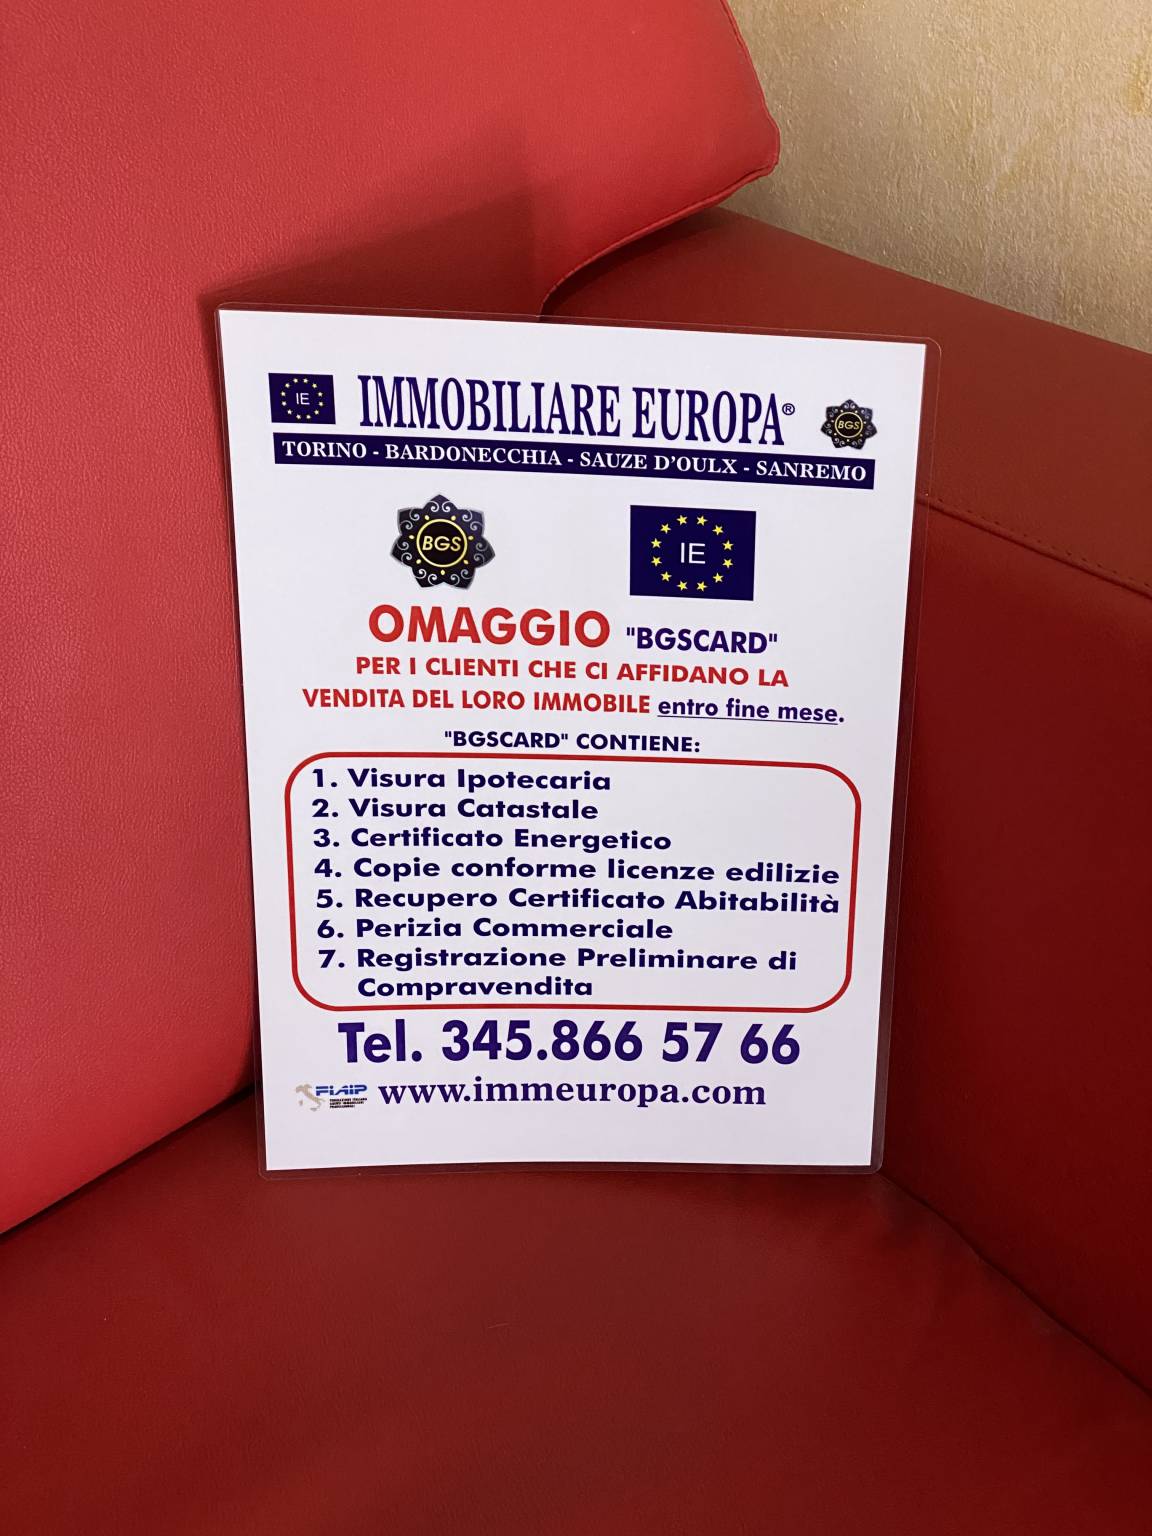 IE IMMOBILIARE EUROPA® BGS
TORINO - BARDONECCHIA - SAUZE D'OULX - SANREMO
BGS IE
OMAGGIO "BGSCARD"
PER I CLIENTI CHE CI AFFIDANO LA
VENDITA DEL LORO IMMOBILE entro fine mese.
"BGSCARD" CONTIENE:
1. Visura Ipotecaria
2. Visura Catastale
3. Certificato Energetico
4. Copie conforme licenze edilizie
5. Recupero Certificato Abitabilità
6. Perizia Commerciale
7. Registrazione Preliminare di
Compravendita
Tel. 345.866 57 66
FIAIP www.immeuropa.com